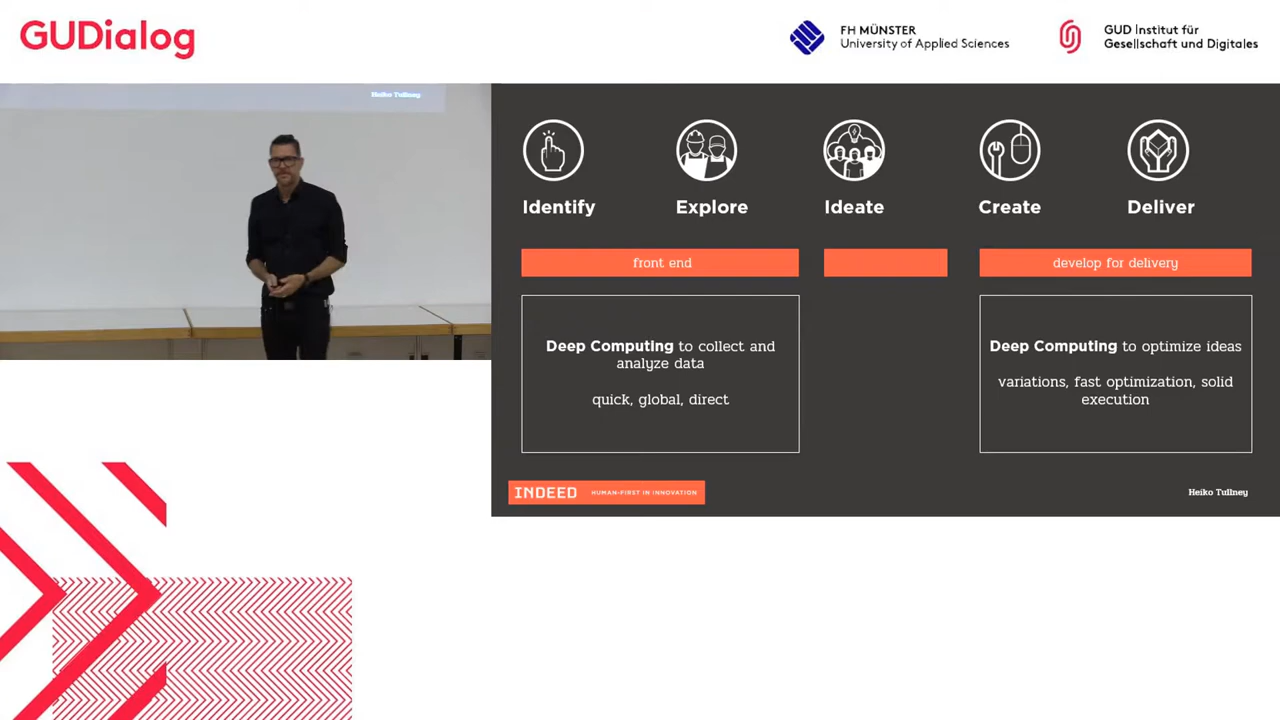 GUDialog
FH MÜNSTER
University of Applied Sciences
GUD Institut für
Gesellschaft und Digitales
Heiko Tullney
Identify
Explore
Ideate
Create
Deliver
front end
develop for delivery
Deep Computing to collect and
analyze data
quick, global, direct
Deep Computing to optimize ideas
variations, fast optimization, solid
execution
INDEED HUMAN-FIRST IN INNOVATION
Heiko Tullney